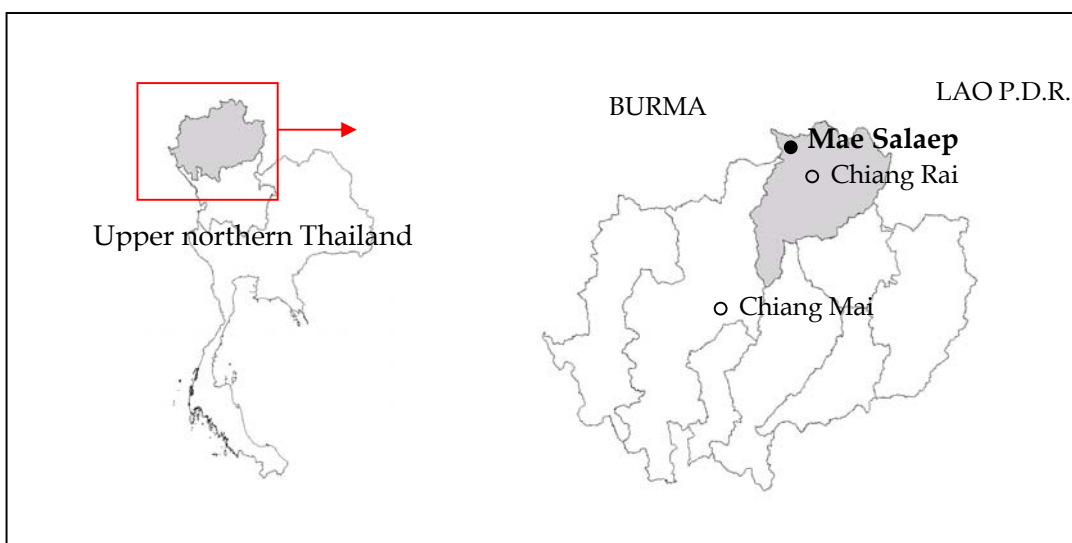 Upper northern Thailand
BURMA
LAO P.D.R.
Mae Salaep
Chiang Rai
Chiang Mai